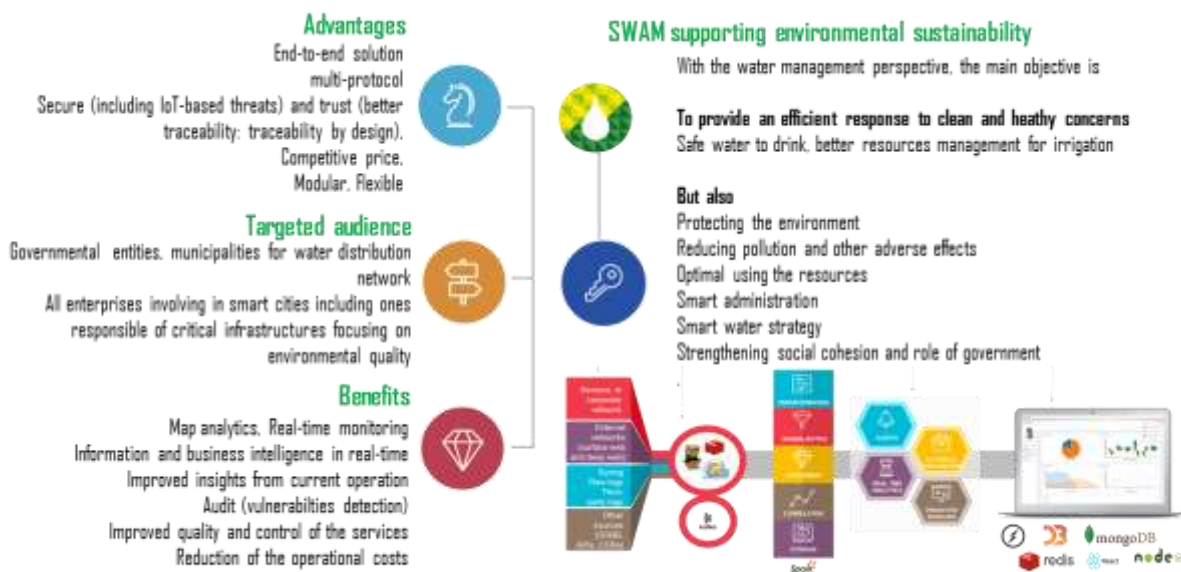 Advantages
End-to-end solution
multi-protocol
Secure (including IoT-based threats) and trust (better
traceability: traceability by design),
Competitive price,
Modular, Flexible
Targeted audience
Governmental entities, municipalities for water distribution
network
All enterprises involving in smart cities including ones
responsible of critical infrastructures focusing on
environmental quality
Benefits
Map analytics, Real-time monitoring
Information and business intelligence in real-time
Improved insights from current operation
Audit (vulnerabilties detection)
Improved quality and control of the services
Reduction of the operational costs
SWAM supporting environmental sustainability
With the water management perspective, the main objective is
To provide an efficient response to clean and heathy concerns
Safe water to drink, better resources management for irrigation
But also
Protecting the environment
Reducing pollution and other adverse effects
Optimal using the resources
Smart administration
Smart water strategy
Strengthening social cohesion and role of government
Spark
mongoDB
redis
React
node